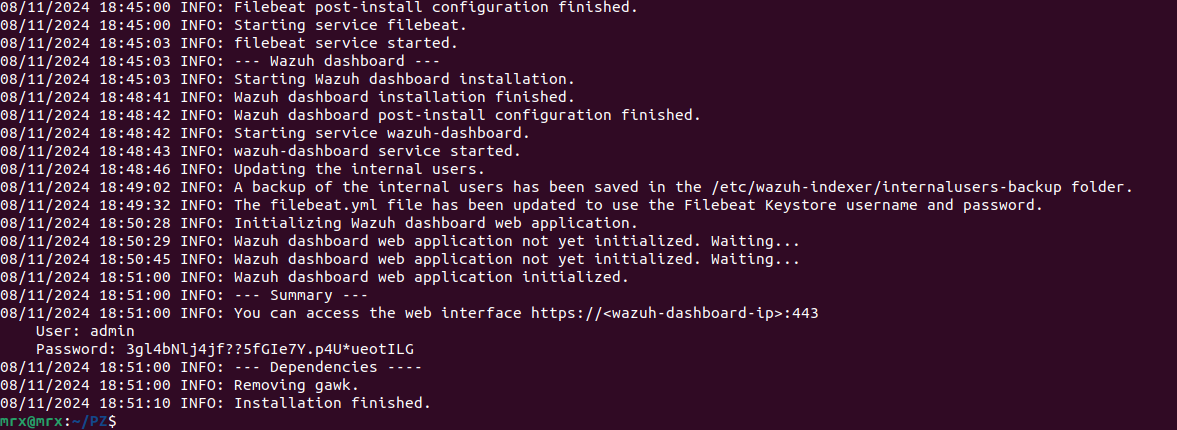 08/11/2024 18:45:00 INFO: Filebeat post-install configuration finished.
08/11/2024 18:45:00 INFO: Starting service filebeat.
08/11/2024 18:45:03 INFO: filebeat service started.
08/11/2024 18:45:03 INFO: --- Wazuh dashboard ---
08/11/2024 18:45:03 INFO: Starting Wazuh dashboard installation.
08/11/2024 18:48:41 INFO: Wazuh dashboard installation finished.
08/11/2024 18:48:42 INFO: Wazuh dashboard post-install configuration finished.
08/11/2024 18:48:42 INFO: Starting service wazuh-dashboard.
08/11/2024 18:48:43 INFO: wazuh-dashboard service started.
08/11/2024 18:48:46 INFO: Updating the internal users.
08/11/2024 18:49:02 INFO: A backup of the internal users has been saved in the /etc/wazuh-indexer/internalusers-backup folder.
08/11/2024 18:49:32 INFO: The filebeat.yml file has been updated to use the Filebeat Keystore username and password.
08/11/2024 18:50:28 INFO: Initializing Wazuh dashboard web application.
08/11/2024 18:50:29 INFO: Wazuh dashboard web application not yet initialized. Waiting...
08/11/2024 18:50:45 INFO: Wazuh dashboard web application not yet initialized. Waiting...
08/11/2024 18:51:00 INFO: Wazuh dashboard web application initialized.
08/11/2024 18:51:00 INFO: --- Summary ---
08/11/2024 18:51:00 INFO: You can access the web interface https://<wazuh-dashboard-ip>:443
User: admin
Password: 3gl4bNlj4jf??5fGIe7Y.p4U*ueotILG
08/11/2024 18:51:00 INFO: --- Dependencies ----
08/11/2024 18:51:00 INFO: Removing gawk.
08/11/2024 18:51:10 INFO: Installation finished.
mrx@mrx:~/PZ$